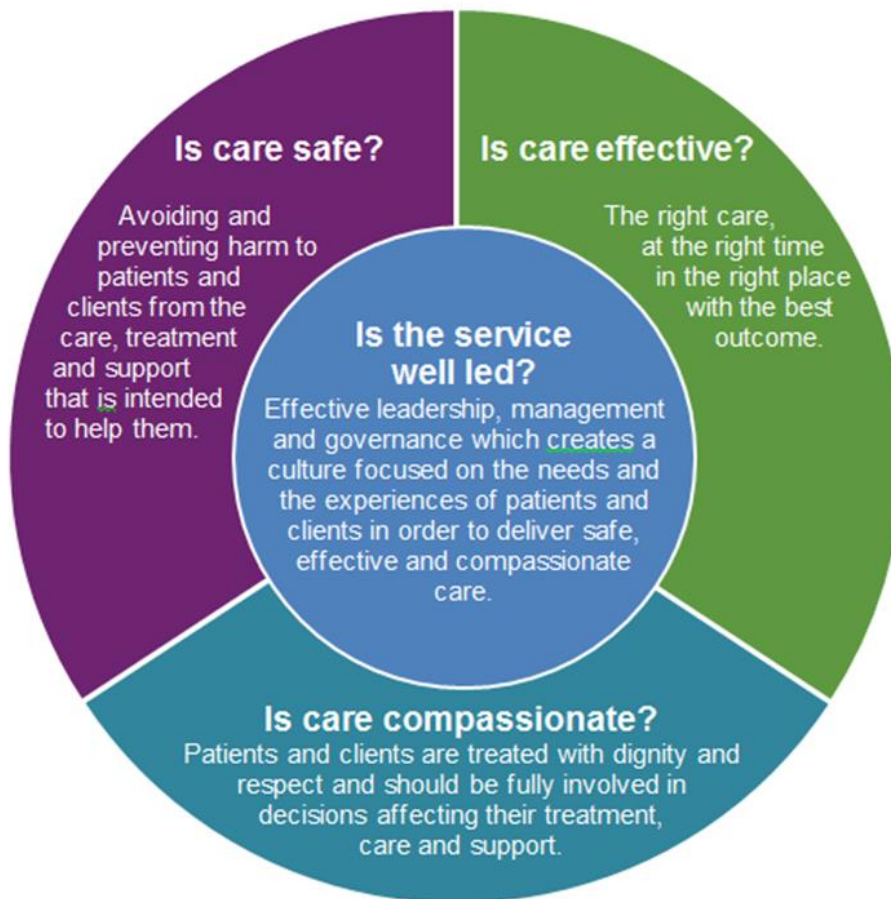 Is care safe?
Avoiding and
preventing harm to
patients and
clients from the
care, treatment
and support
that is intended
to help them.
Is care effective?
The right care,
at the right time
in the right place
with the best
outcome.
Is the service
well led?
Effective leadership, management
and governance which creates a
culture focused on the needs and
the experiences of patients and
clients in order to deliver safe,
effective and compassionate
care.
Is care compassionate?
Patients and clients are treated with dignity and
respect and should be fully involved in
decisions affecting their treatment,
care and support.